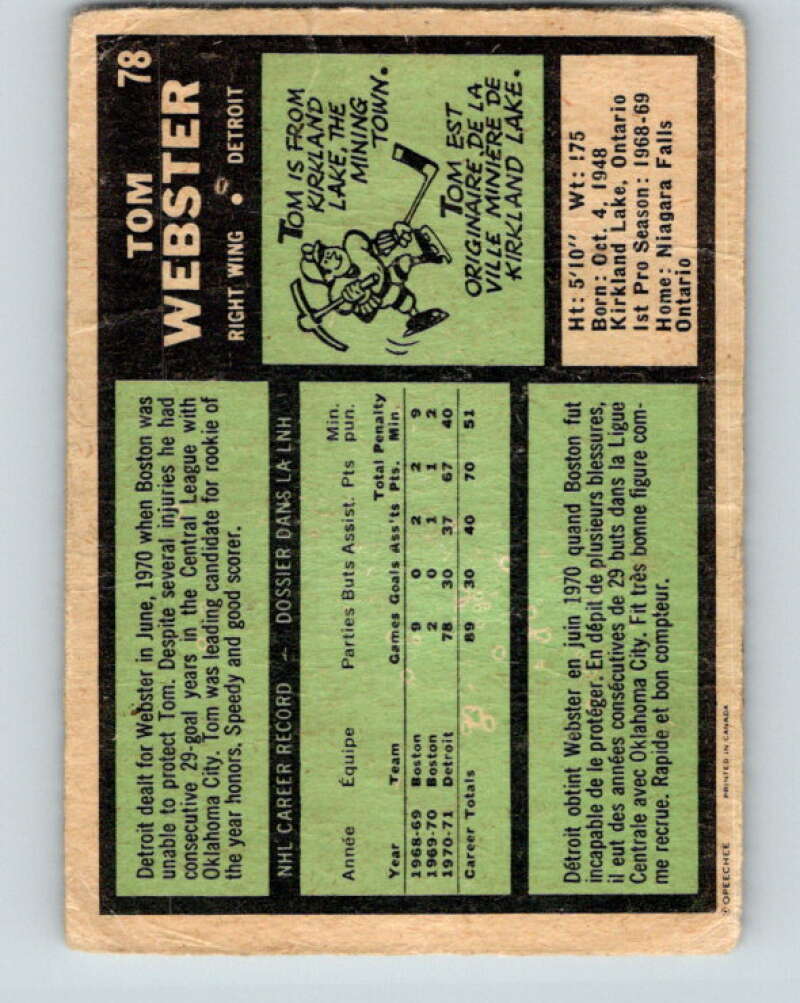 TOM 78
WEBSTER
RIGHT WING • DETROIT
Detroit dealt for Webster in June, 1970 when Boston was
unable to protect Tom. Despite several injuries he had
consecutive 29-goal years in the Central League with
Oklahoma City. Tom was leading candidate for rookie of
the year honors. Speedy and good scorer.
TOM IS FROM
KIRKLAND
LAKE, THE
MINING
TOWN.
TOM EST
ORIGINAIRE DE LA
VILLE MINIÈRE DE
KIRKLAND LAKE.
NHL CAREER RECORD – DOSSIER DANS LA LNH
Min.
Année Équipe Parties Buts Assist. Pts pun.
Total Penalty
Year Team Games Goals Ass'ts Pts. Min.
1968-69 Boston 9 0 2 2 9
1969-70 Boston 2 0 1 1 2
1970-71 Detroit 78 30 37 67 40
Career Totals 89 30 40 70 51
Ht: 5'10" Wt: 175
Born: Oct. 4, 1948
Kirkland Lake, Ontario
1st Pro Season: 1968-69
Home: Niagara Falls
Ontario
Détroit obtint Webster en juin 1970 quand Boston fut
incapable de le protéger. En dépit de plusieurs blessures,
il eut des années consécutives de 29 buts dans la Ligue
Centrale avec Oklahoma City. Fit très bonne figure com-
me recrue. Rapide et bon compteur.
©OPEECHEE PRINTED IN CANADA